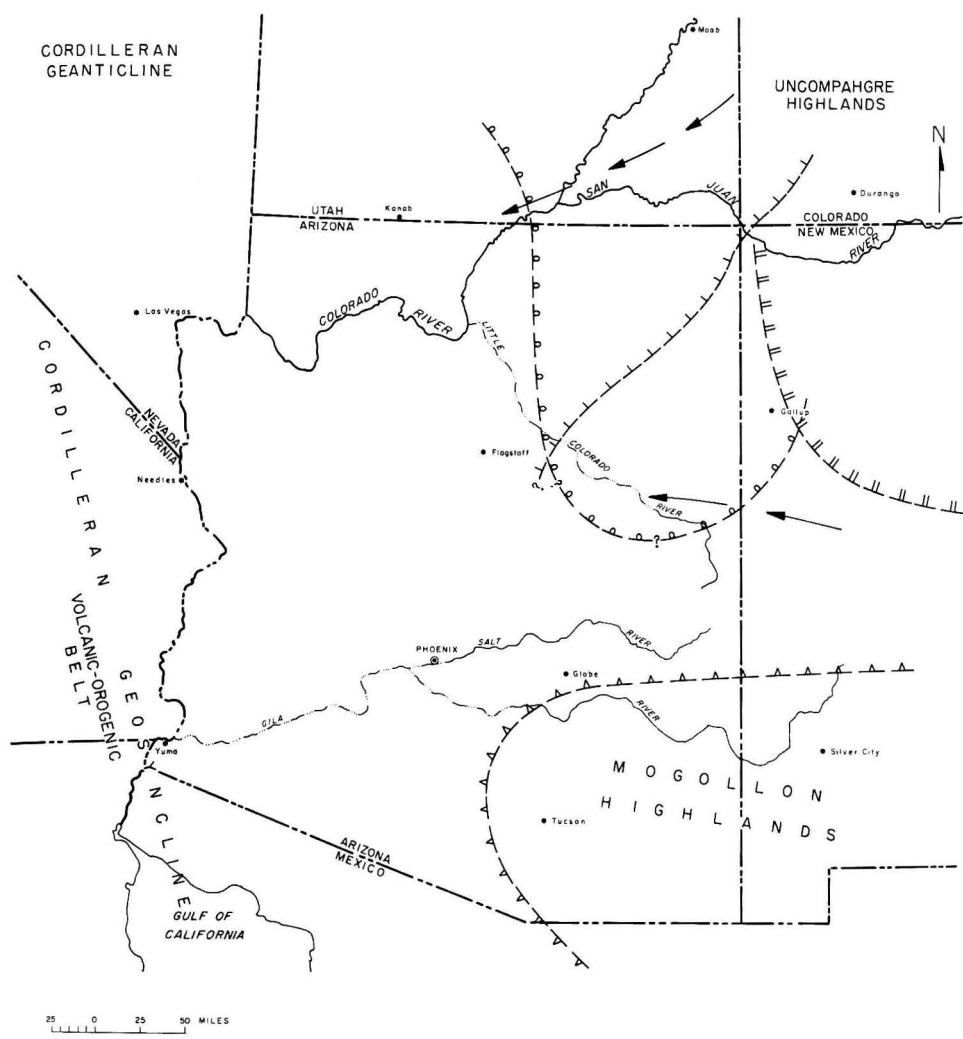 CORDILLERAN
GEANTICLINE
Moab
UNCOMPAHGRE
HIGHLANDS
N
SAN JUAN RIVER
Durango
Kanab
UTAH
ARIZONA
COLORADO
NEW MEXICO
Las Vegas
COLORADO RIVER
LITTLE COLORADO RIVER
NEVADA
CALIFORNIA
Gallup
Flagstaff
Needles
? ?
?
CORDILLERAN GEOSYNCLINE
VOLCANIC-OROGENIC
BELT
PHOENIX
SALT RIVER
Globe
GILA RIVER
Yuma
Silver City
MOGOLLON
HIGHLANDS
Tucson
ARIZONA
MEXICO
GULF OF
CALIFORNIA
25 0 25 50 MILES